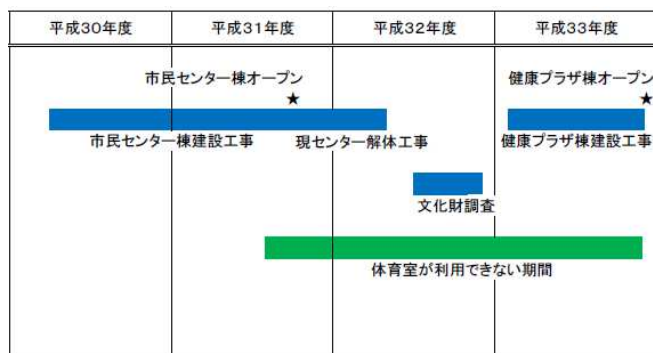 平成30年度 平成31年度 平成32年度 平成33年度
市民センター棟オープン 健康プラザ棟オープン
★ ★
市民センター棟建設工事 現センター解体工事 健康プラザ棟建設工事
文化財調査
体育室が利用できない期間